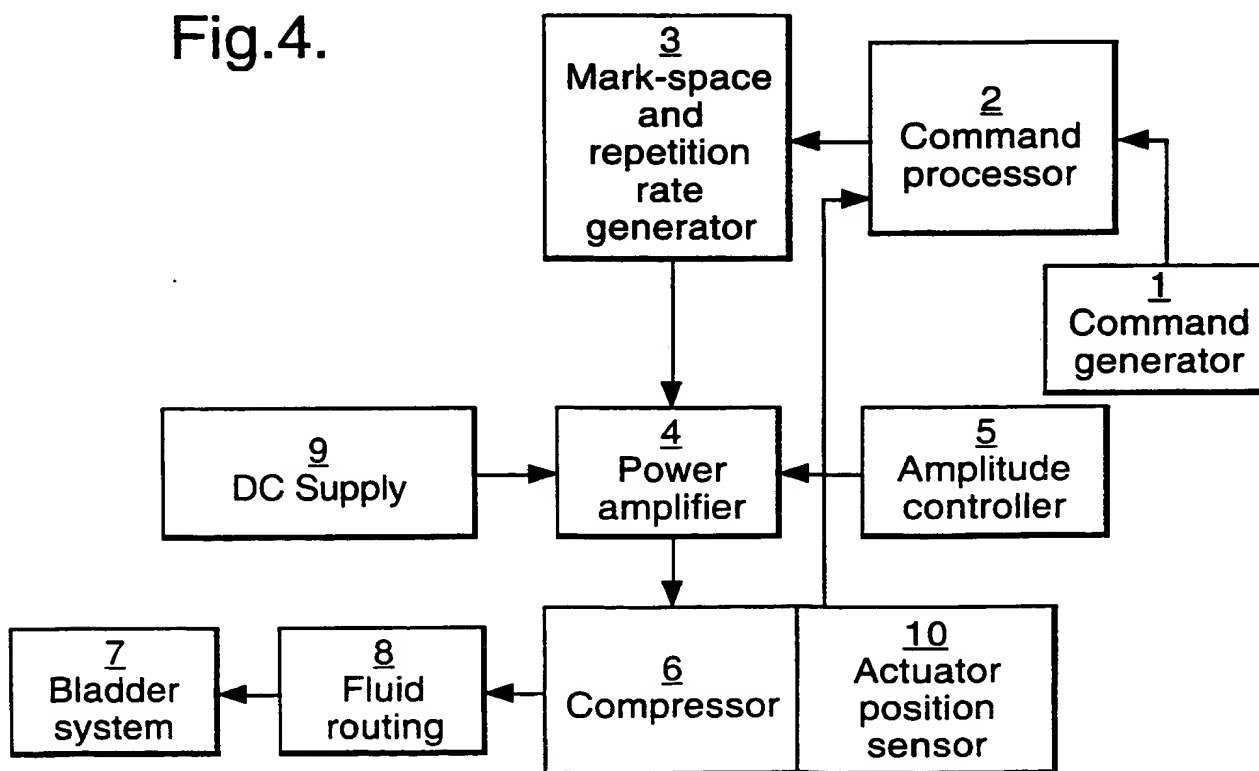 Fig.4.
3
Mark-space
and
repetition
rate
generator
2
Command
processor
1
Command
generator
9
DC Supply
4
Power
amplifier
5
Amplitude
controller
7
Bladder
system
8
Fluid
routing
6
Compressor
10
Actuator
position
sensor